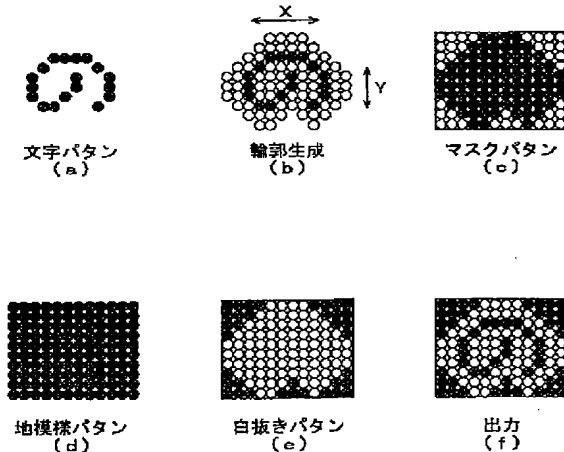 X
Y
文字パタン
(a)
輪郭生成
(b)
マスクパタン
(c)
地模様パタン
(d)
白抜きパタン
(e)
出力
(f)